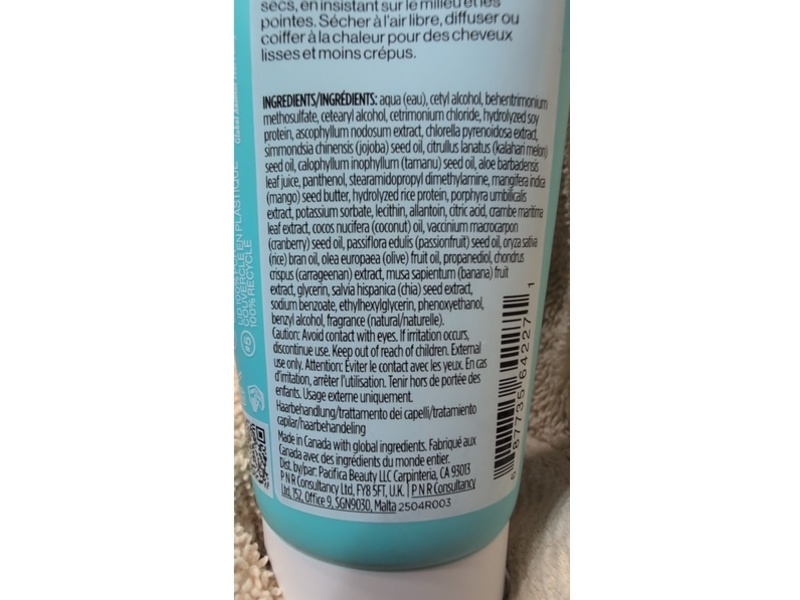 secs, en insistant sur le milieu et les
pointes. Sécher à l'air libre, diffuser ou
coiffer à la chaleur pour des cheveux
lisses et moins crépus.
INGREDIENTS/INGRÉDIENTS: aqua (eau), cetyl alcohol, behentrimonium
methosulfate, cetearyl alcohol, cetrimonium chloride, hydrolyzed soy
protein, ascophyllum nodosum extract, chlorella pyrenoidosa extract,
simmondsia chinensis (jojoba) seed oil, citrullus lanatus (kalahari melon)
seed oil, calophyllum inophyllum (tamanu) seed oil, aloe barbadensis
leaf juice, panthenol, stearamidopropyl dimethylamine, mangifera indica
(mango) seed butter, hydrolyzed rice protein, porphyra umbilicalis
extract, potassium sorbate, lecithin, allantoin, citric acid, crambe maritima
leaf extract, cocos nucifera (coconut) oil, vaccinium macrocarpon
(cranberry) seed oil, passiflora edulis (passionfruit) seed oil, oryza sativa
(rice) bran oil, olea europaea (olive) fruit oil, propanediol, chondrus
crispus (carrageenan) extract, musa sapientum (banana) fruit
extract, glycerin, salvia hispanica (chia) seed extract,
sodium benzoate, ethylhexylglycerin, phenoxyethanol,
benzyl alcohol, fragrance (natural/naturelle).
Caution: Avoid contact with eyes. If irritation occurs,
discontinue use. Keep out of reach of children. External
use only. Attention: Éviter le contact avec les yeux. En cas
d'irritation, arrêter l'utilisation. Tenir hors de portée des
enfants. Usage externe uniquement.
Haarbehandlung/trattamento dei capelli/tratamiento
capilar/haarbehandeling
Made in Canada with global ingredients. Fabriqué aux
Canada avec des ingrédients du monde entier.
Dist. by/par: Pacifica Beauty LLC Carpinteria, CA 93013
P N R Consultancy Ltd, FY8 5FT, U.K. | P N R Consultancy
Ltd, 152, Office 9, SGN9030, Malta 2504R003
6 87735 64227 1
COUVERCLE EN PLASTIQUE
100% RECYCLÉ